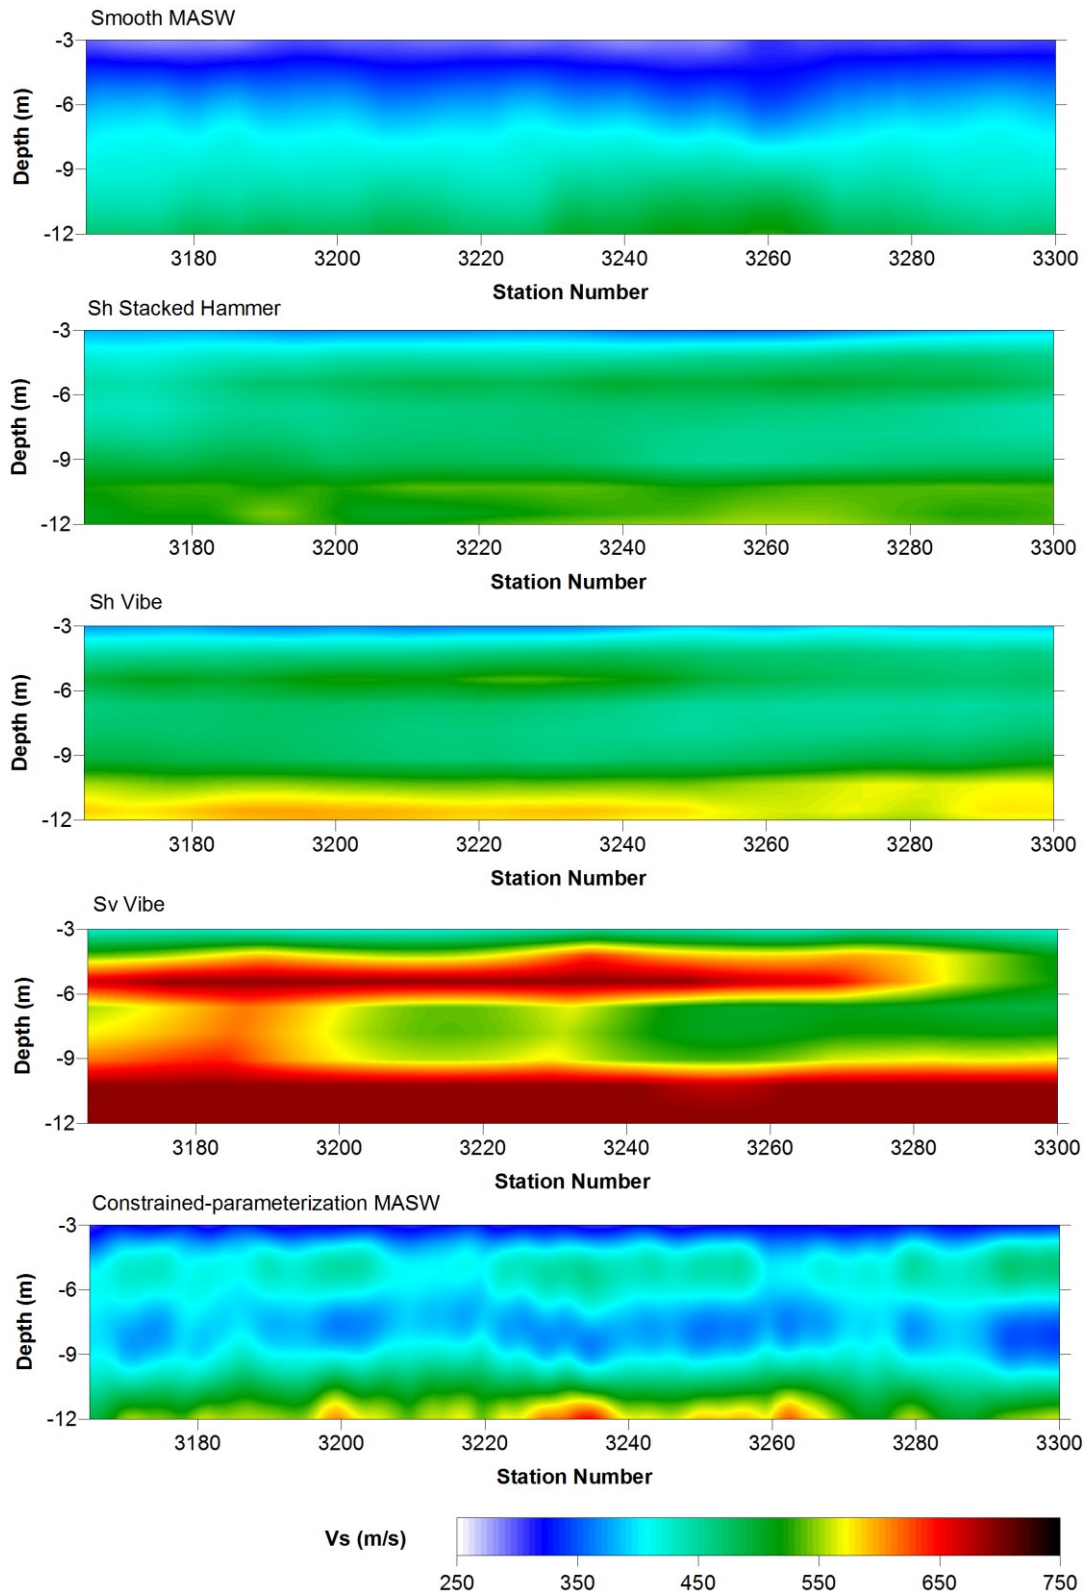 Smooth MASW
-3
-6
-9
-12
Depth (m)
3180 3200 3220 3240 3260 3280 3300
Station Number
Sh Stacked Hammer
-3
-6
-9
-12
Depth (m)
3180 3200 3220 3240 3260 3280 3300
Station Number
Sh Vibe
-3
-6
-9
-12
Depth (m)
3180 3200 3220 3240 3260 3280 3300
Station Number
Sv Vibe
-3
-6
-9
-12
Depth (m)
3180 3200 3220 3240 3260 3280 3300
Station Number
Constrained-parameterization MASW
-3
-6
-9
-12
Depth (m)
3180 3200 3220 3240 3260 3280 3300
Station Number
Vs (m/s)
250 350 450 550 650 750